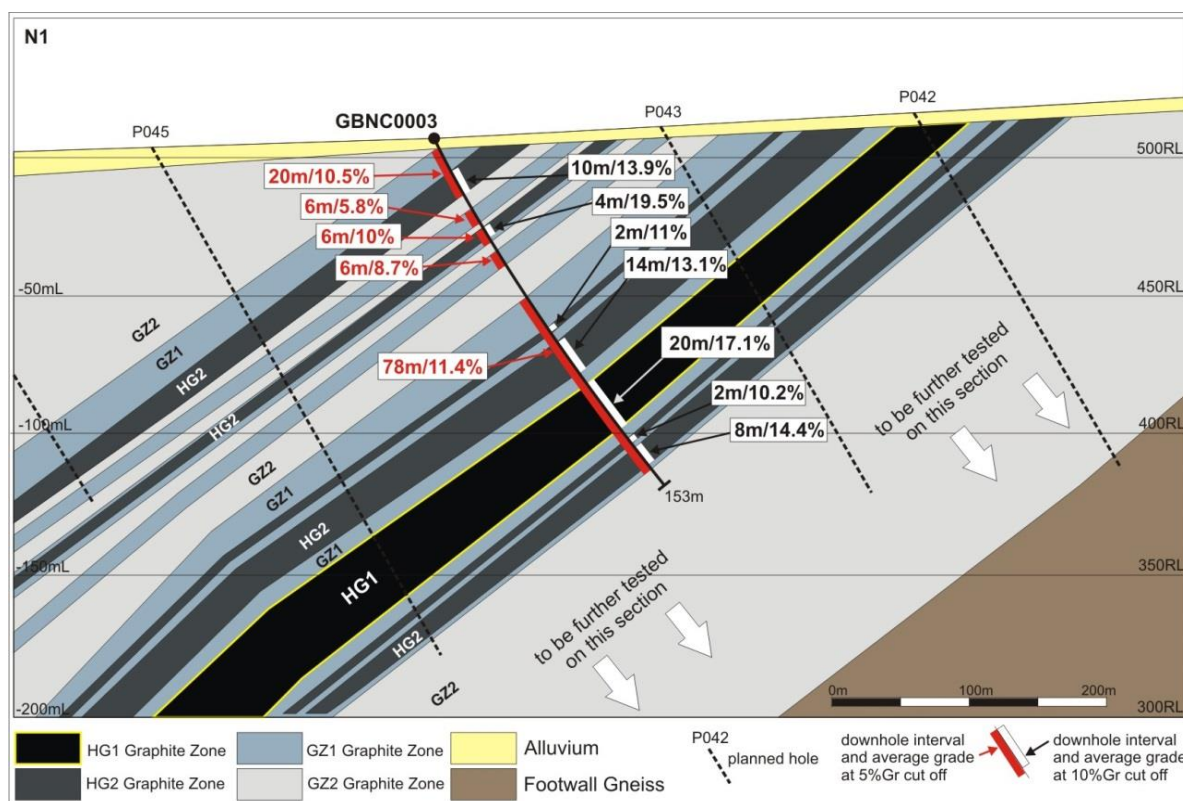 N1
P045
GBNC0003
P043
P042
500RL
20m/10.5%
10m/13.9%
6m/5.8%
4m/19.5%
6m/10%
2m/11%
6m/8.7%
14m/13.1%
-50mL
450RL
GZ2
GZ1
HG2
78m/11.4%
20m/17.1%
2m/10.2%
8m/14.4%
-100mL
400RL
HG2
GZ2
GZ1
HG2
GZ1
153m
to be further tested
on this section
-150mL
350RL
HG1
HG2
GZ2
to be further tested
on this section
-200mL
300RL
0m
100m
200m
HG1 Graphite Zone
GZ1 Graphite Zone
Alluvium
HG2 Graphite Zone
GZ2 Graphite Zone
Footwall Gneiss
P042
planned hole
downhole interval
and average grade
at 5%Gr cut off
downhole interval
and average grade
at 10%Gr cut off